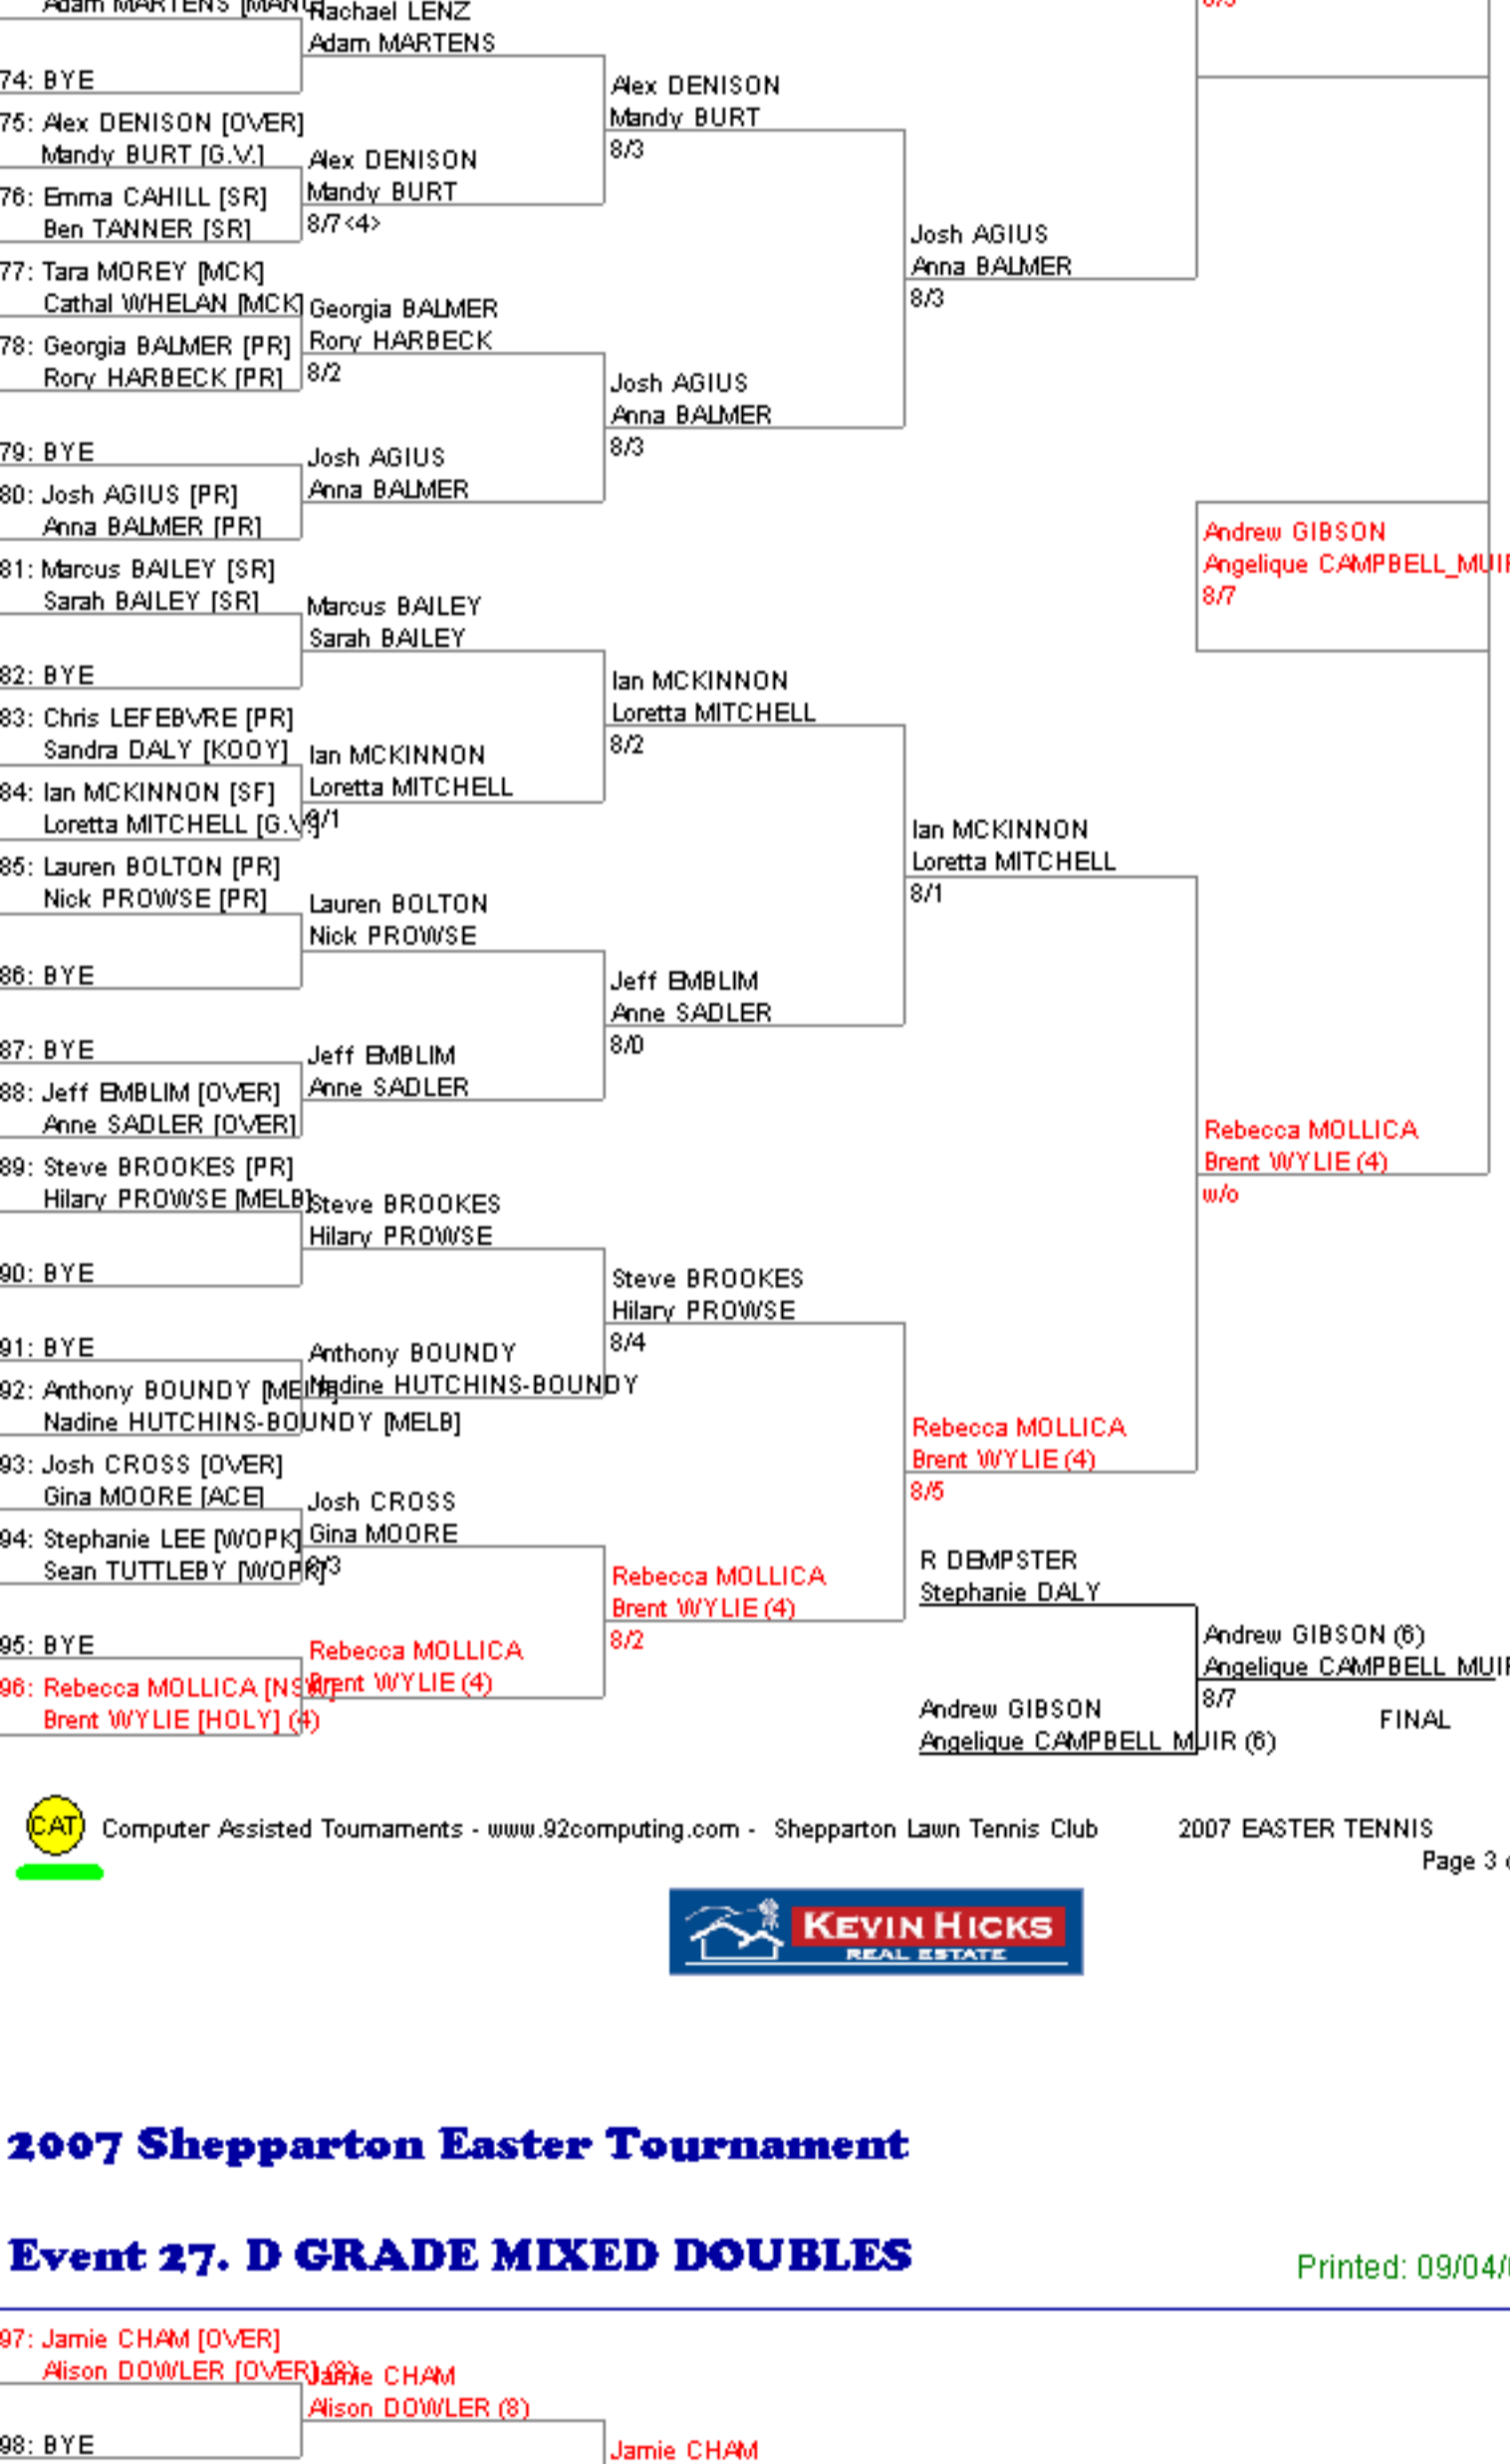 Adam MARTENS
Rachael LENZ
Adam MARTENS
74: BYE
Alex DENISON
Mandy BURT
8/3
75: Alex DENISON [OVER]
Mandy BURT [G.V.]
Alex DENISON
Mandy BURT
8/7<4>
76: Emma CAHILL [SR]
Ben TANNER [SR]
Josh AGIUS
Anna BALMER
8/3
77: Tara MOREY [MCK]
Cathal WHELAN [MCK]
Georgia BALMER
Rory HARBECK
8/2
78: Georgia BALMER [PR]
Rory HARBECK [PR]
Josh AGIUS
Anna BALMER
8/3
79: BYE
Josh AGIUS
Anna BALMER
80: Josh AGIUS [PR]
Anna BALMER [PR]
Andrew GIBSON
Angelique CAMPBELL_MUIR
8/7
81: Marcus BAILEY [SR]
Sarah BAILEY [SR]
Marcus BAILEY
Sarah BAILEY
82: BYE
Ian MCKINNON
Loretta MITCHELL
8/2
83: Chris LEFEBVRE [PR]
Sandra DALY [KOOY]
Ian MCKINNON
Loretta MITCHELL
84: Ian MCKINNON [SF]
Loretta MITCHELL
Ian MCKINNON
Loretta MITCHELL
8/1
85: Lauren BOLTON [PR]
Nick PROWSE [PR]
Lauren BOLTON
Nick PROWSE
86: BYE
Jeff EMBLIM
Anne SADLER
8/0
87: BYE
Jeff EMBLIM
Anne SADLER
88: Jeff EMBLIM [OVER]
Anne SADLER [OVER]
Rebecca MOLLICA
Brent WYLIE (4)
w/o
89: Steve BROOKES [PR]
Hilary PROWSE [MELB]
Steve BROOKES
Hilary PROWSE
90: BYE
Steve BROOKES
Hilary PROWSE
8/4
91: BYE
Anthony BOUNDY
Nadine HUTCHINS-BOUNDY
92: Anthony BOUNDY
Nadine HUTCHINS-BOUNDY [MELB]
Rebecca MOLLICA
Brent WYLIE (4)
8/5
93: Josh CROSS [OVER]
Gina MOORE [ACE]
Josh CROSS
Gina MOORE
94: Stephanie LEE [WOPK]
Sean TUTTLEBY [WOPK]
Rebecca MOLLICA
Brent WYLIE (4)
8/2
R DEMPSTER
Stephanie DALY
95: BYE
Rebecca MOLLICA
Brent WYLIE (4)
96: Rebecca MOLLICA
Brent WYLIE [HOLY] (4)
Andrew GIBSON (6)
Angelique CAMPBELL MUIR
8/7
FINAL
Andrew GIBSON
Angelique CAMPBELL MUIR (6)
CAT
Computer Assisted Tournaments - www.92computing.com - Shepparton Lawn Tennis Club 2007 EASTER TENNIS
Page 3
KEVIN HICKS
REAL ESTATE
2007 Shepparton Easter Tournament
Event 27. D GRADE MIXED DOUBLES
Printed: 09/04/
97: Jamie CHAM [OVER]
Alison DOWLER [OVER]
Jamie CHAM
Alison DOWLER (8)
98: BYE
Jamie CHAM